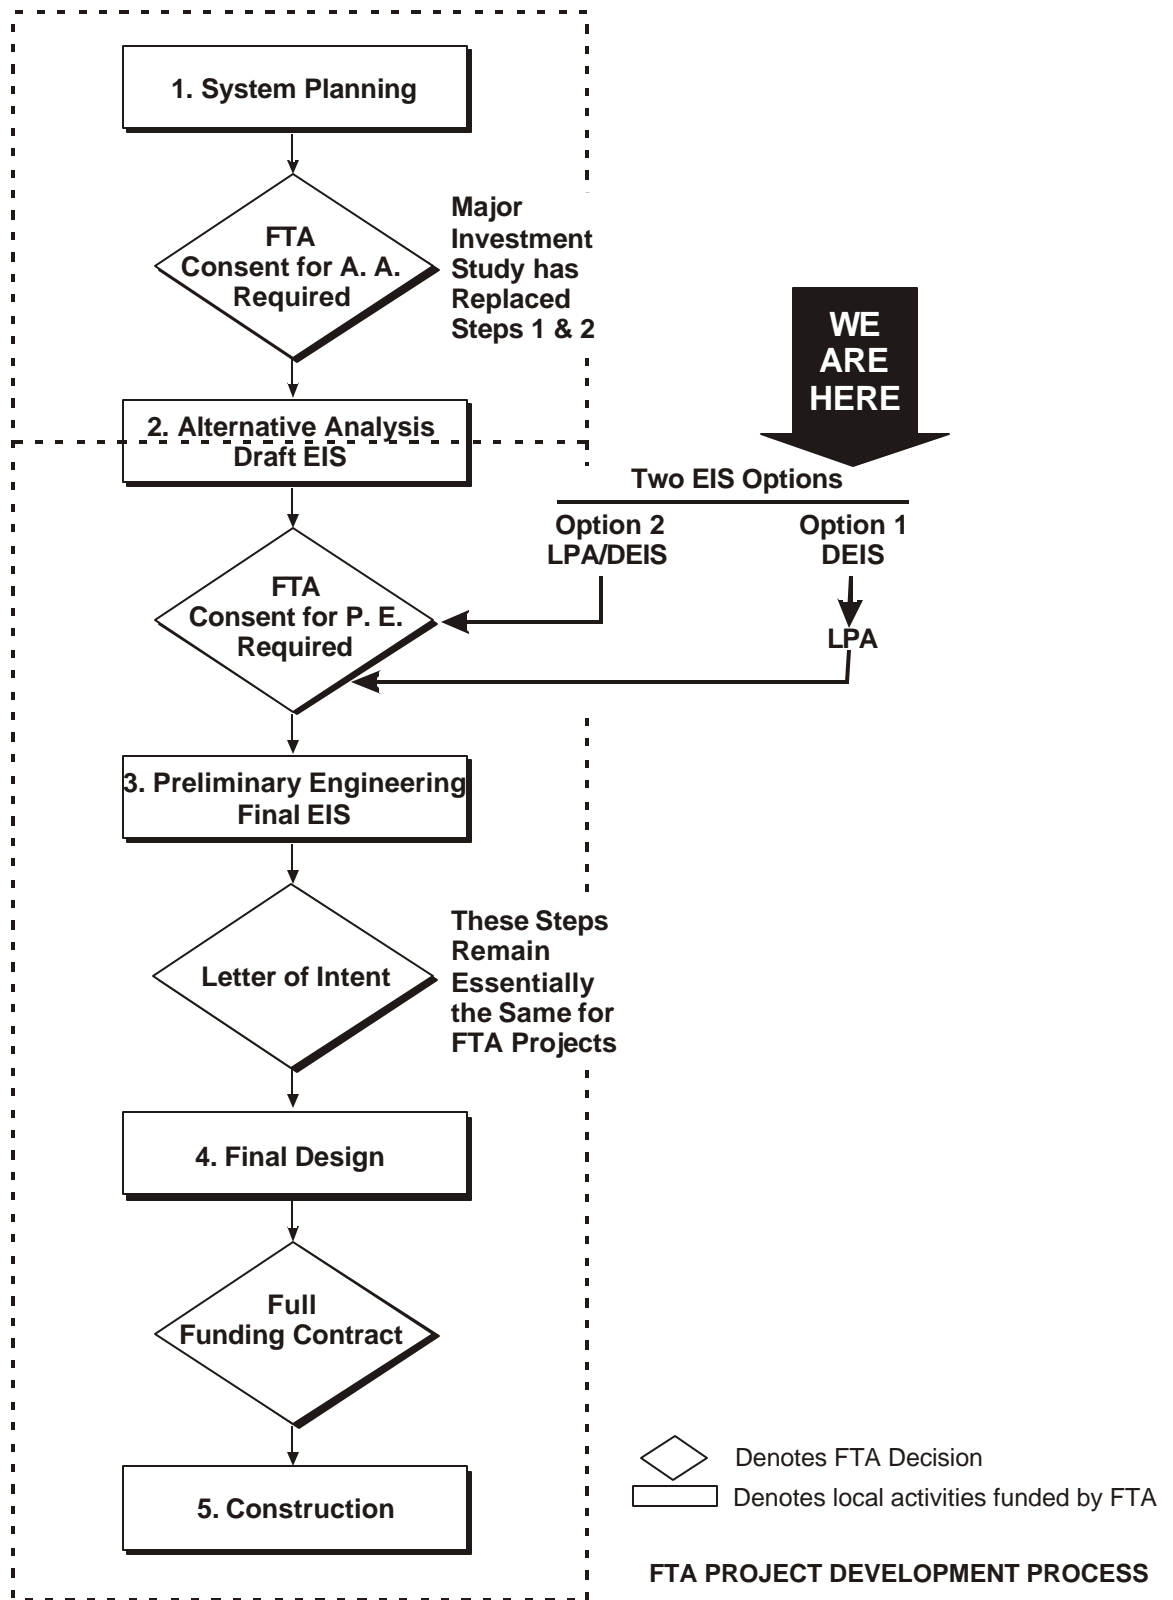 1. System Planning
FTA
Consent for A. A.
Required
Major
Investment
Study has
Replaced
Steps 1 & 2
WE
ARE
HERE
2. Alternative Analysis
Draft EIS
Two EIS Options
Option 2
LPA/DEIS
Option 1
DEIS
FTA
Consent for P. E.
Required
LPA
3. Preliminary Engineering
Final EIS
Letter of Intent
These Steps
Remain
Essentially
the Same for
FTA Projects
4. Final Design
Full
Funding Contract
5. Construction
Denotes FTA Decision
Denotes local activities funded by FTA
FTA PROJECT DEVELOPMENT PROCESS